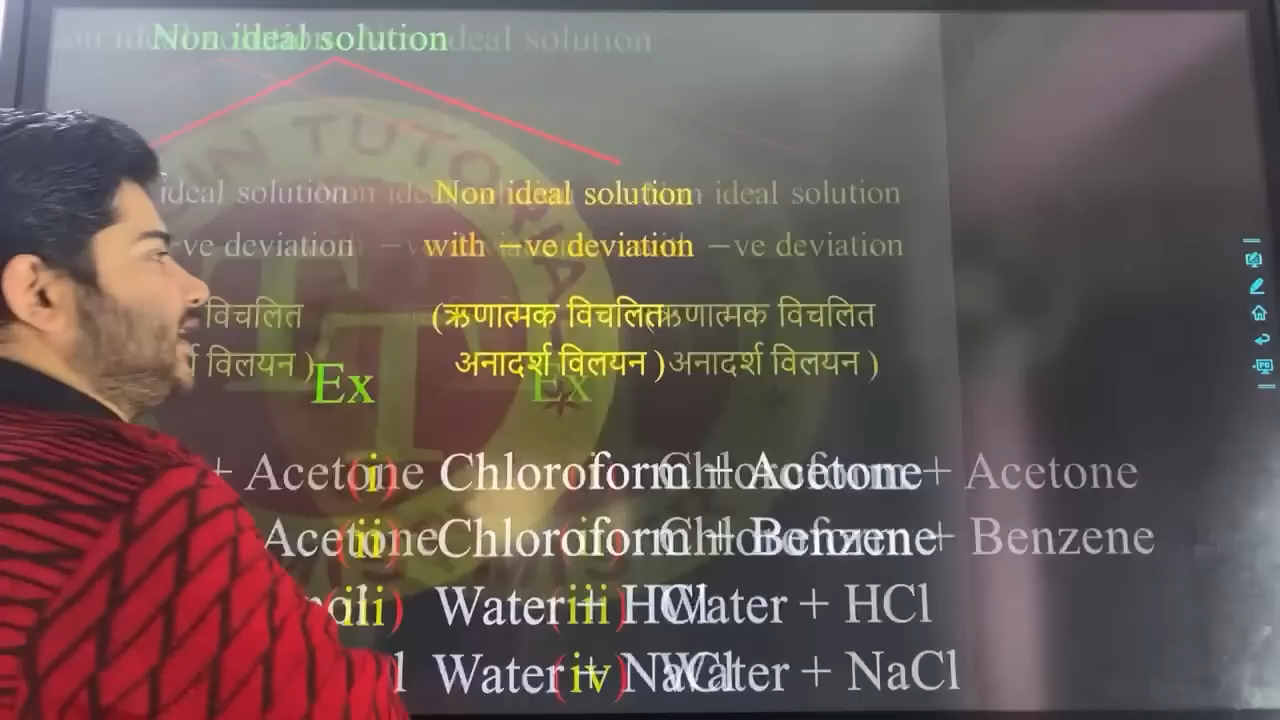 Non ideal solution
Non ideal solution
with −ve deviation
(ऋणात्मक विचलित
अनादर्श विलयन )
Ex
(i) Chloroform + Acetone
(ii) Chloroform + Benzene
(iii) Water + HCl
(iv) Water + NaCl